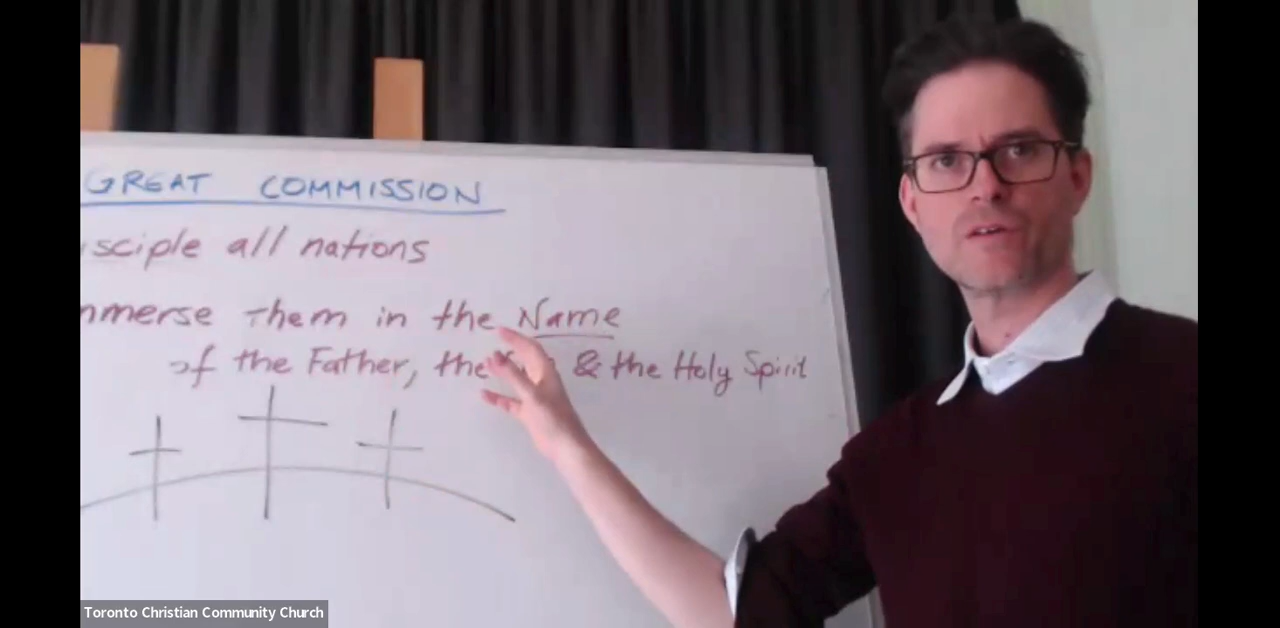 GREAT COMMISSION
isciple all nations
mmerse them in the Name
of the Father, the & the Holy Spirit
Toronto Christian Community Church